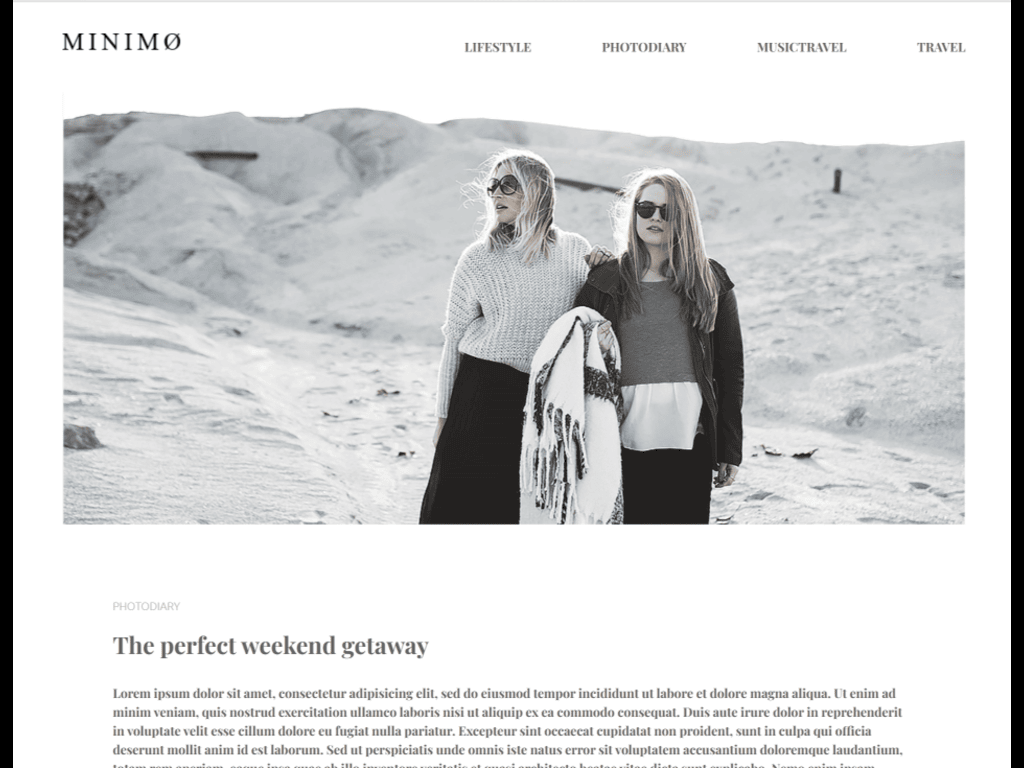 MINIMØ
LIFESTYLE PHOTODIARY MUSICTRAVEL TRAVEL
PHOTODIARY
The perfect weekend getaway
Lorem ipsum dolor sit amet, consectetur adipisicing elit, sed do eiusmod tempor incididunt ut labore et dolore magna aliqua. Ut enim ad
minim veniam, quis nostrud exercitation ullamco laboris nisi ut aliquip ex ea commodo consequat. Duis aute irure dolor in reprehenderit
in voluptate velit esse cillum dolore eu fugiat nulla pariatur. Excepteur sint occaecat cupidatat non proident, sunt in culpa qui officia
deserunt mollit anim id est laborum. Sed ut perspiciatis unde omnis iste natus error sit voluptatem accusantium doloremque laudantium,